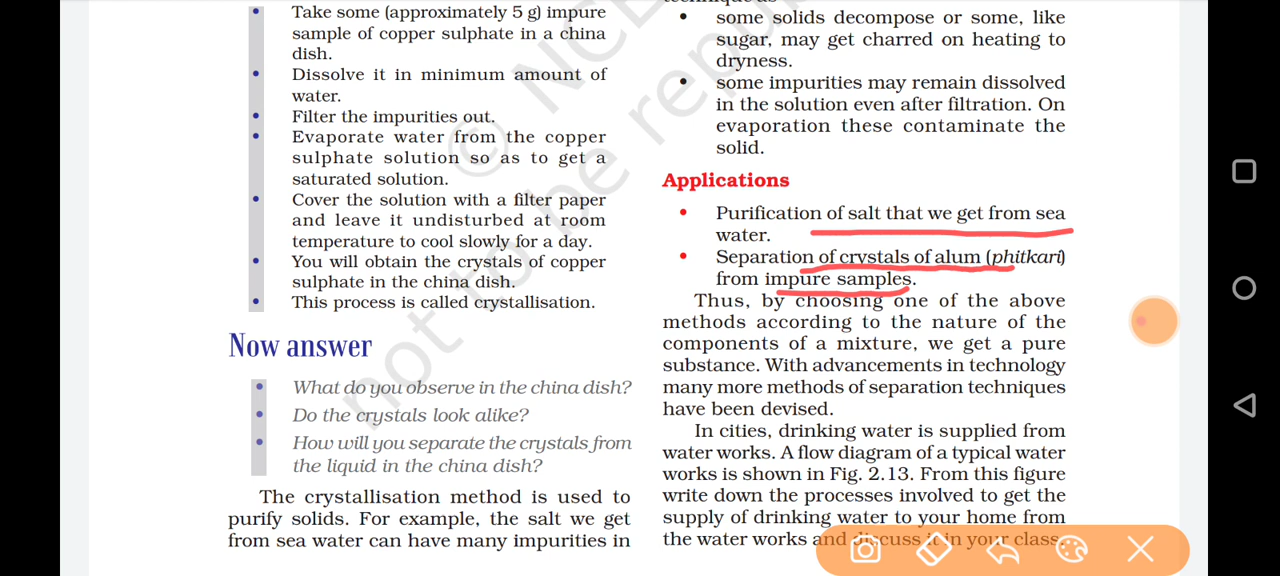 Take some (approximately 5 g) impure
sample of copper sulphate in a china
dish.
Dissolve it in minimum amount of
water.
Filter the impurities out.
Evaporate water from the copper
sulphate solution so as to get a
saturated solution.
Cover the solution with a filter paper
and leave it undisturbed at room
temperature to cool slowly for a day.
You will obtain the crystals of copper
sulphate in the china dish.
This process is called crystallisation.
Now answer
What do you observe in the china dish?
Do the crystals look alike?
How will you separate the crystals from
the liquid in the china dish?
The crystallisation method is used to
purify solids. For example, the salt we get
from sea water can have many impurities in
some solids decompose or some, like
sugar, may get charred on heating to
dryness.
some impurities may remain dissolved
in the solution even after filtration. On
evaporation these contaminate the
solid.
Applications
Purification of salt that we get from sea
water.
Separation of crystals of alum (phitkari)
from impure samples.
Thus, by choosing one of the above
methods according to the nature of the
components of a mixture, we get a pure
substance. With advancements in technology
many more methods of separation techniques
have been devised.
In cities, drinking water is supplied from
water works. A flow diagram of a typical water
works is shown in Fig. 2.13. From this figure
write down the processes involved to get the
supply of drinking water to your home from
the water works and discuss it in your class.
© NC
not to be repu